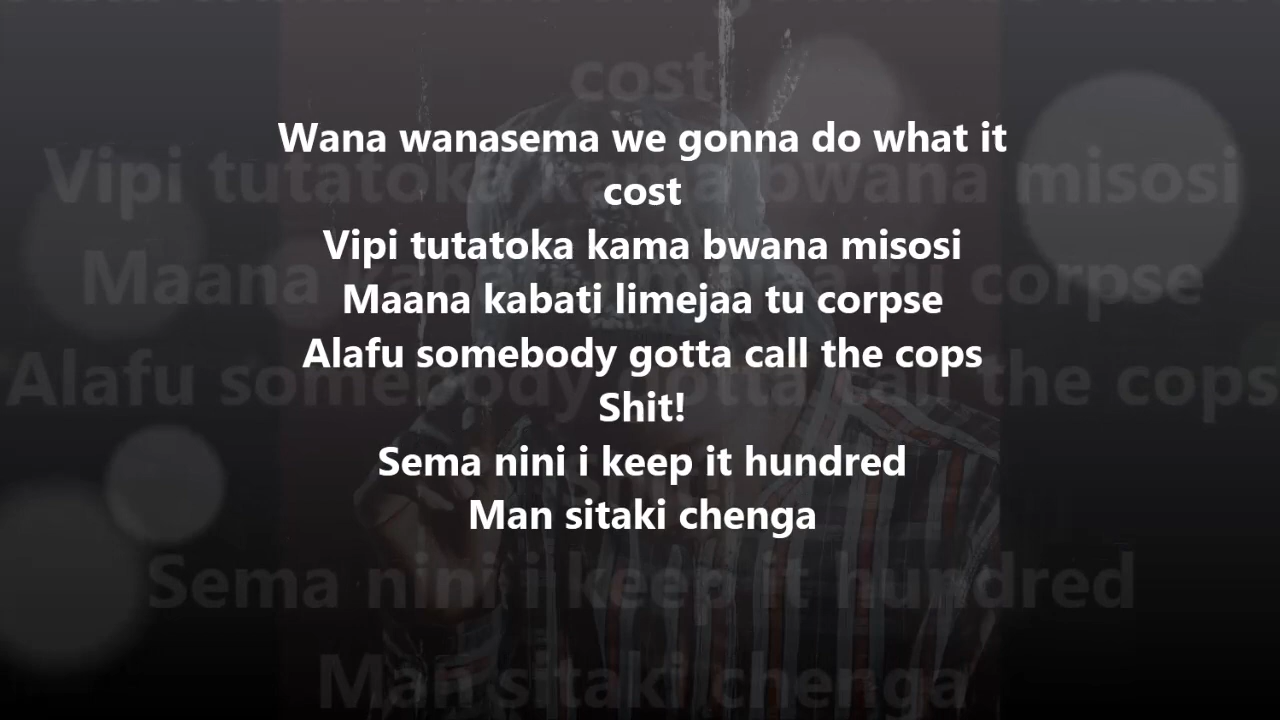 Wana wanasema we gonna do what it
cost
Vipi tutatoka kama bwana misosi
Maana kabati limejaa tu corpse
Alafu somebody gotta call the cops
Shit!
Sema nini i keep it hundred
Man sitaki chenga